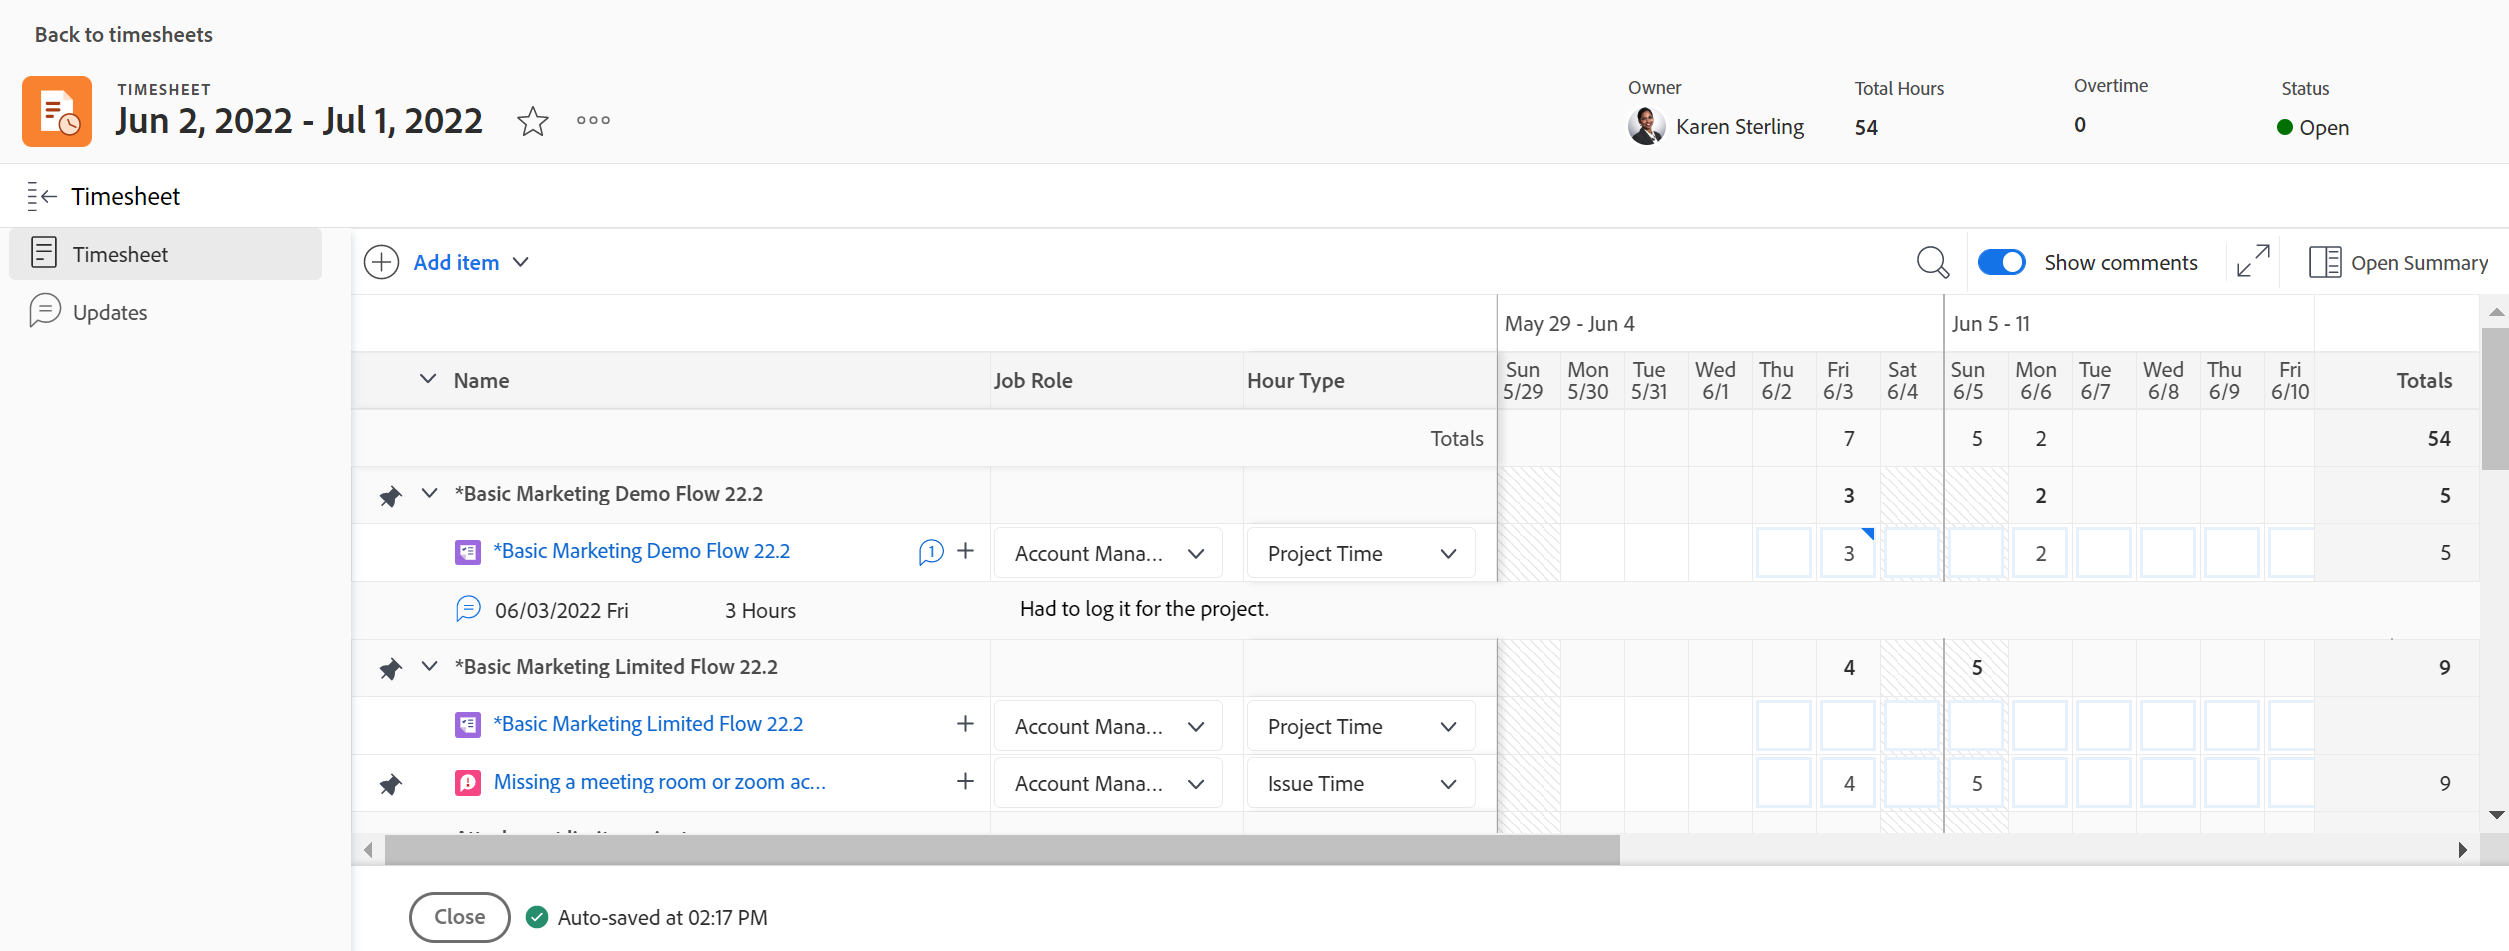 Back to timesheets
TIMESHEET
Jun 2, 2022 - Jul 1, 2022
Owner
Karen Sterling
Total Hours
54
Overtime
0
Status
Open
Timesheet
Timesheet
Updates
Add item
Show comments
Open Summary
May 29 - Jun 4
Jun 5 - 11
Name Job Role Hour Type Sun 5/29 Mon 5/30 Tue 5/31 Wed 6/1 Thu 6/2 Fri 6/3 Sat 6/4 Sun 6/5 Mon 6/6 Tue 6/7 Wed 6/8 Thu 6/9 Fri 6/10 Totals
Totals 7 5 2 54
*Basic Marketing Demo Flow 22.2 3 2 5
*Basic Marketing Demo Flow 22.2 1 Account Mana... Project Time 3 2 5
06/03/2022 Fri 3 Hours Had to log it for the project.
*Basic Marketing Limited Flow 22.2 4 5 9
*Basic Marketing Limited Flow 22.2 Account Mana... Project Time
Missing a meeting room or zoom ac... Account Mana... Issue Time 4 5 9
Close
Auto-saved at 02:17 PM